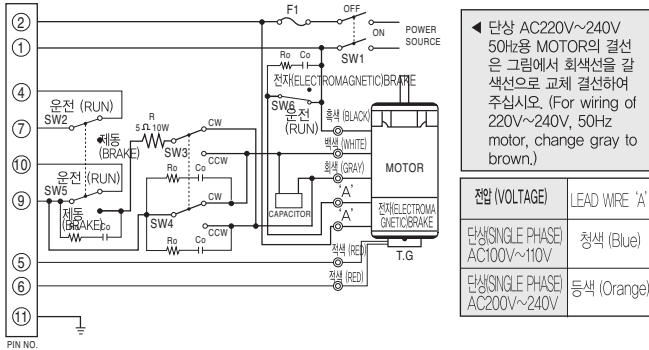 F1
OFF
ON
POWER SOURCE
SW1
②
①
④
⑦
⑩
⑨
⑤
⑥
⑪
PIN NO.
Ro Co
전자(ELECTROMAGNETIC)BRAKE
SW6
운전 (RUN)
운전 (RUN)
SW2
제동 (BRAKE)
R
5Ω10W
CW
SW3
CCW
Ro Co
운전 (RUN)
SW5
제동 (BRAKE)
Ro Co
CW
SW4
CCW
Ro Co
CAPACITOR
흑색 (BLACK)
백색 (WHITE)
회색 (GRAY)
'A'
'A'
적색 (RED)
적색 (RED)
MOTOR
전자(ELECTROMA
GNETIC)BRAKE
T.G
◀ 단상 AC220V~240V
50Hz용 MOTOR의 결선
은 그림에서 회색선을 갈
색선으로 교체 결선하여
주십시오. (For wiring of
220V~240V, 50Hz
motor, change gray to
brown.)
전압 (VOLTAGE) LEAD WIRE 'A'
단상(SINGLE PHASE)
AC100V~110V
청색 (Blue)
단상(SINGLE PHASE)
AC200V~240V
등색 (Orange)